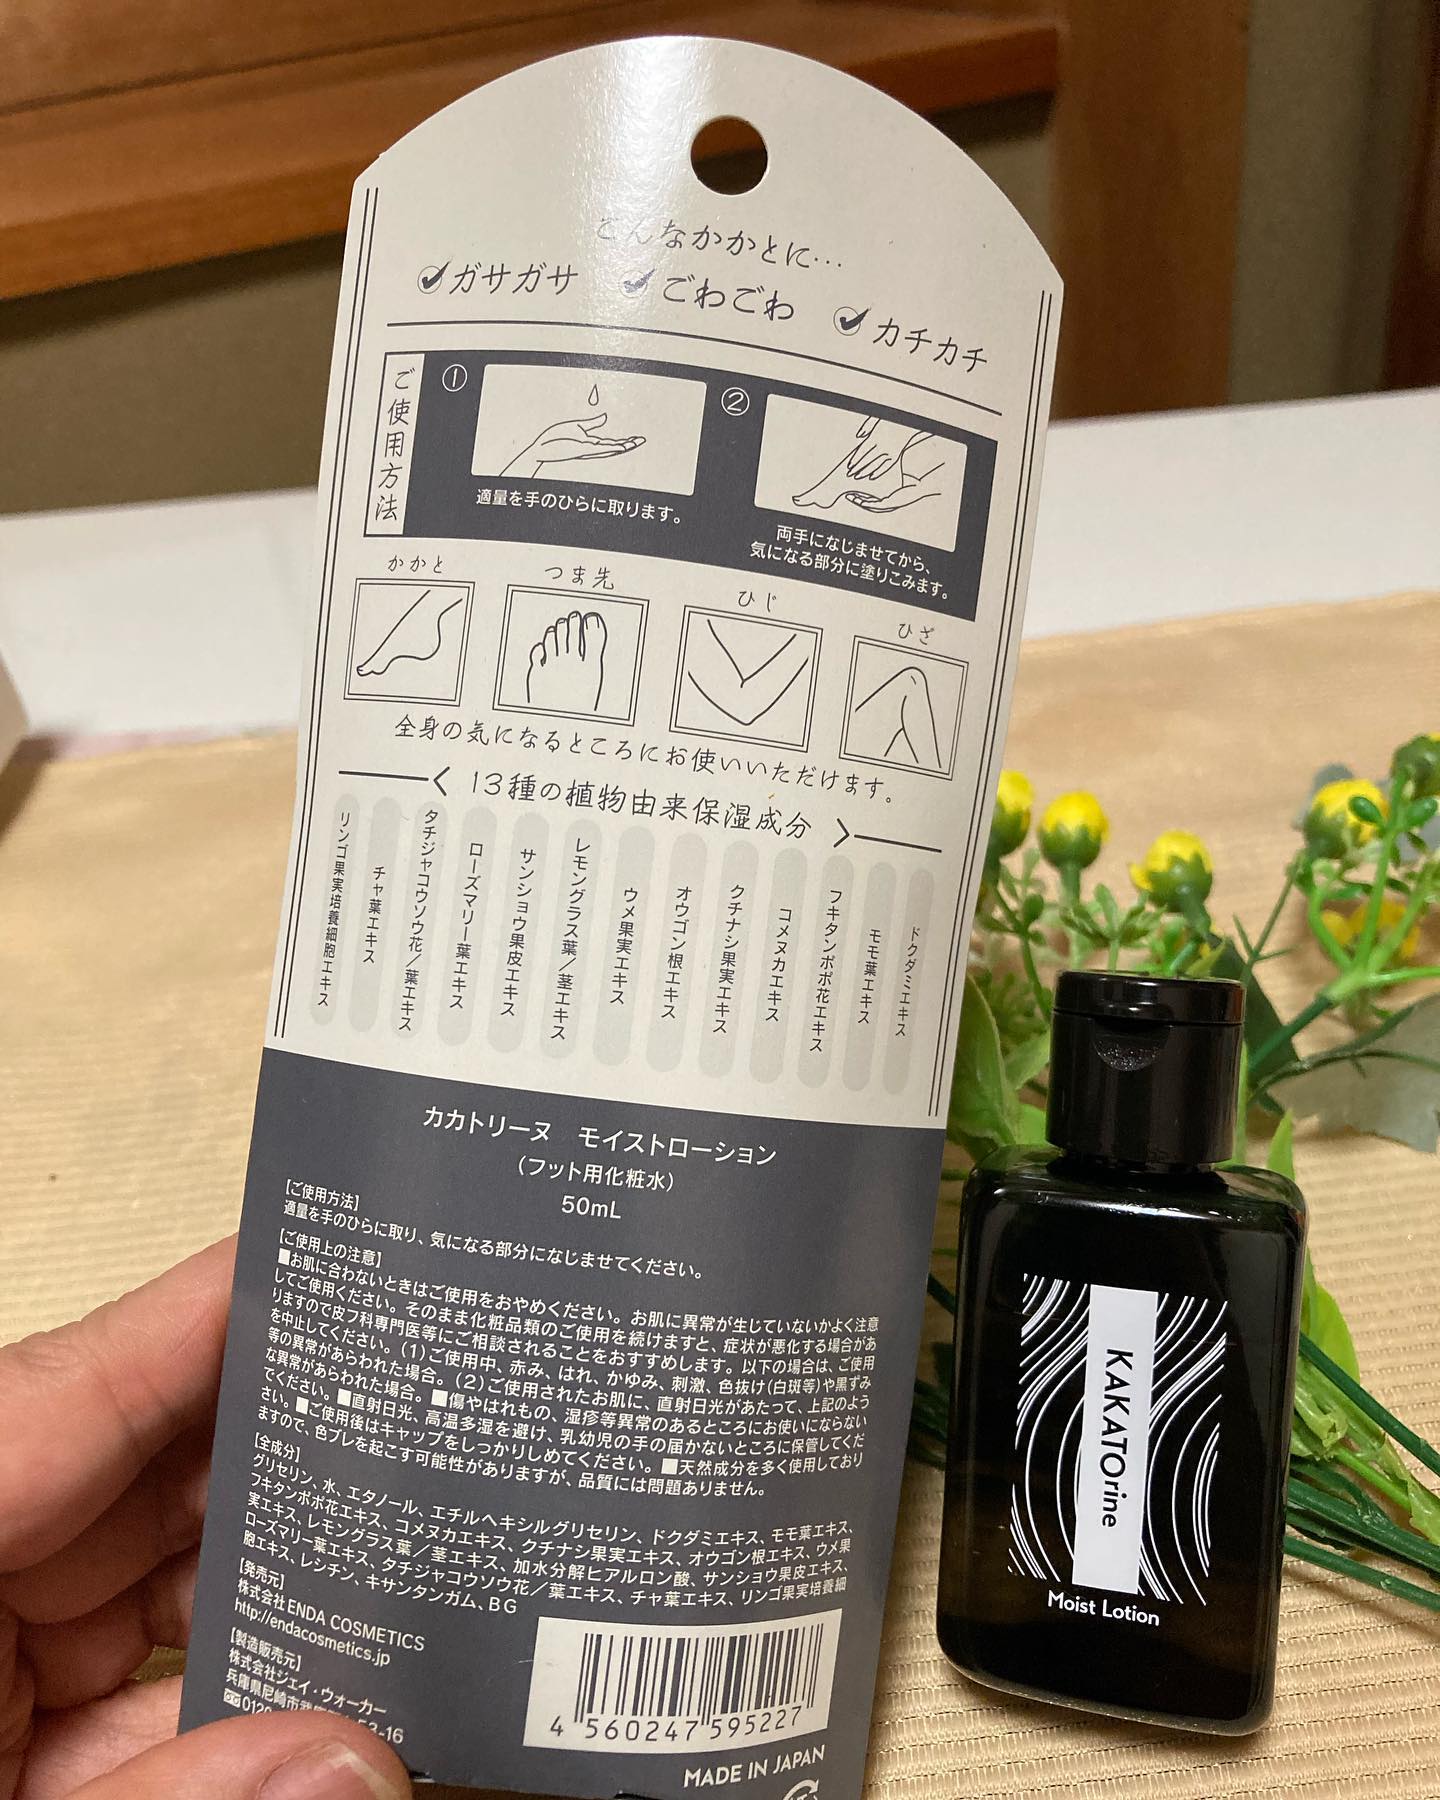 こんなかかとに…
ガサガサ ごわごわ カチカチ
ご使用方法
①
適量を手のひらに取ります。
②
両手になじませてから、
気になる部分に塗りこみます。
かかと つま先 ひじ ひざ
全身の気になるところにお使いいただけます。
13種の植物由来保湿成分
リンゴ果実培養細胞エキス
チャ葉エキス
タチジャコウソウ花／葉エキス
ローズマリー葉エキス
サンショウ果皮エキス
レモングラス葉／茎エキス
ウメ果実エキス
オウゴン根エキス
クチナシ果実エキス
コメヌカエキス
フキタンポポ花エキス
モモ葉エキス
ドクダミエキス
カカトリーヌ モイストローション
（フット用化粧水）
50mL
【ご使用方法】
適量を手のひらに取り、気になる部分になじませてください。
【ご使用上の注意】
■お肌に合わないときはご使用をおやめください。お肌に異常が生じていないかよく注意
してご使用ください。そのまま化粧品類のご使用を続けますと、症状が悪化する場合があ
りますので皮フ科専門医等にご相談されることをおすすめします。以下の場合は、ご使用
を中止してください。（1）ご使用中、赤み、はれ、かゆみ、刺激、色抜け（白斑等）や黒ずみ
等の異常があらわれた場合。（2）ご使用されたお肌に、直射日光があたって、上記のよう
な異常があらわれた場合。■傷やはれもの、湿疹等異常のあるところにお使いにならない
でください。■直射日光、高温多湿を避け、乳幼児の手の届かないところに保管してくだ
さい。■ご使用後はキャップをしっかりしめてください。■天然成分を多く使用しており
ますので、色ブレを起こす可能性がありますが、品質には問題ありません。
【全成分】
グリセリン、水、エタノール、エチルヘキシルグリセリン、ドクダミエキス、モモ葉エキス、
フキタンポポ花エキス、コメヌカエキス、クチナシ果実エキス、オウゴン根エキス、ウメ果
実エキス、レモングラス葉／茎エキス、加水分解ヒアルロン酸、サンショウ果皮エキス、
ローズマリー葉エキス、タチジャコウソウ花／葉エキス、チャ葉エキス、リンゴ果実培養細
胞エキス、レシチン、キサンタンガム、BG
【発売元】
株式会社ENDA COSMETICS
http://endacosmetics.jp
【製造販売元】
株式会社ジェイ・ウォーカー
兵庫県尼崎市 53-16
0120
4 560247 595227
MADE IN JAPAN
KAKATOrine
Moist Lotion